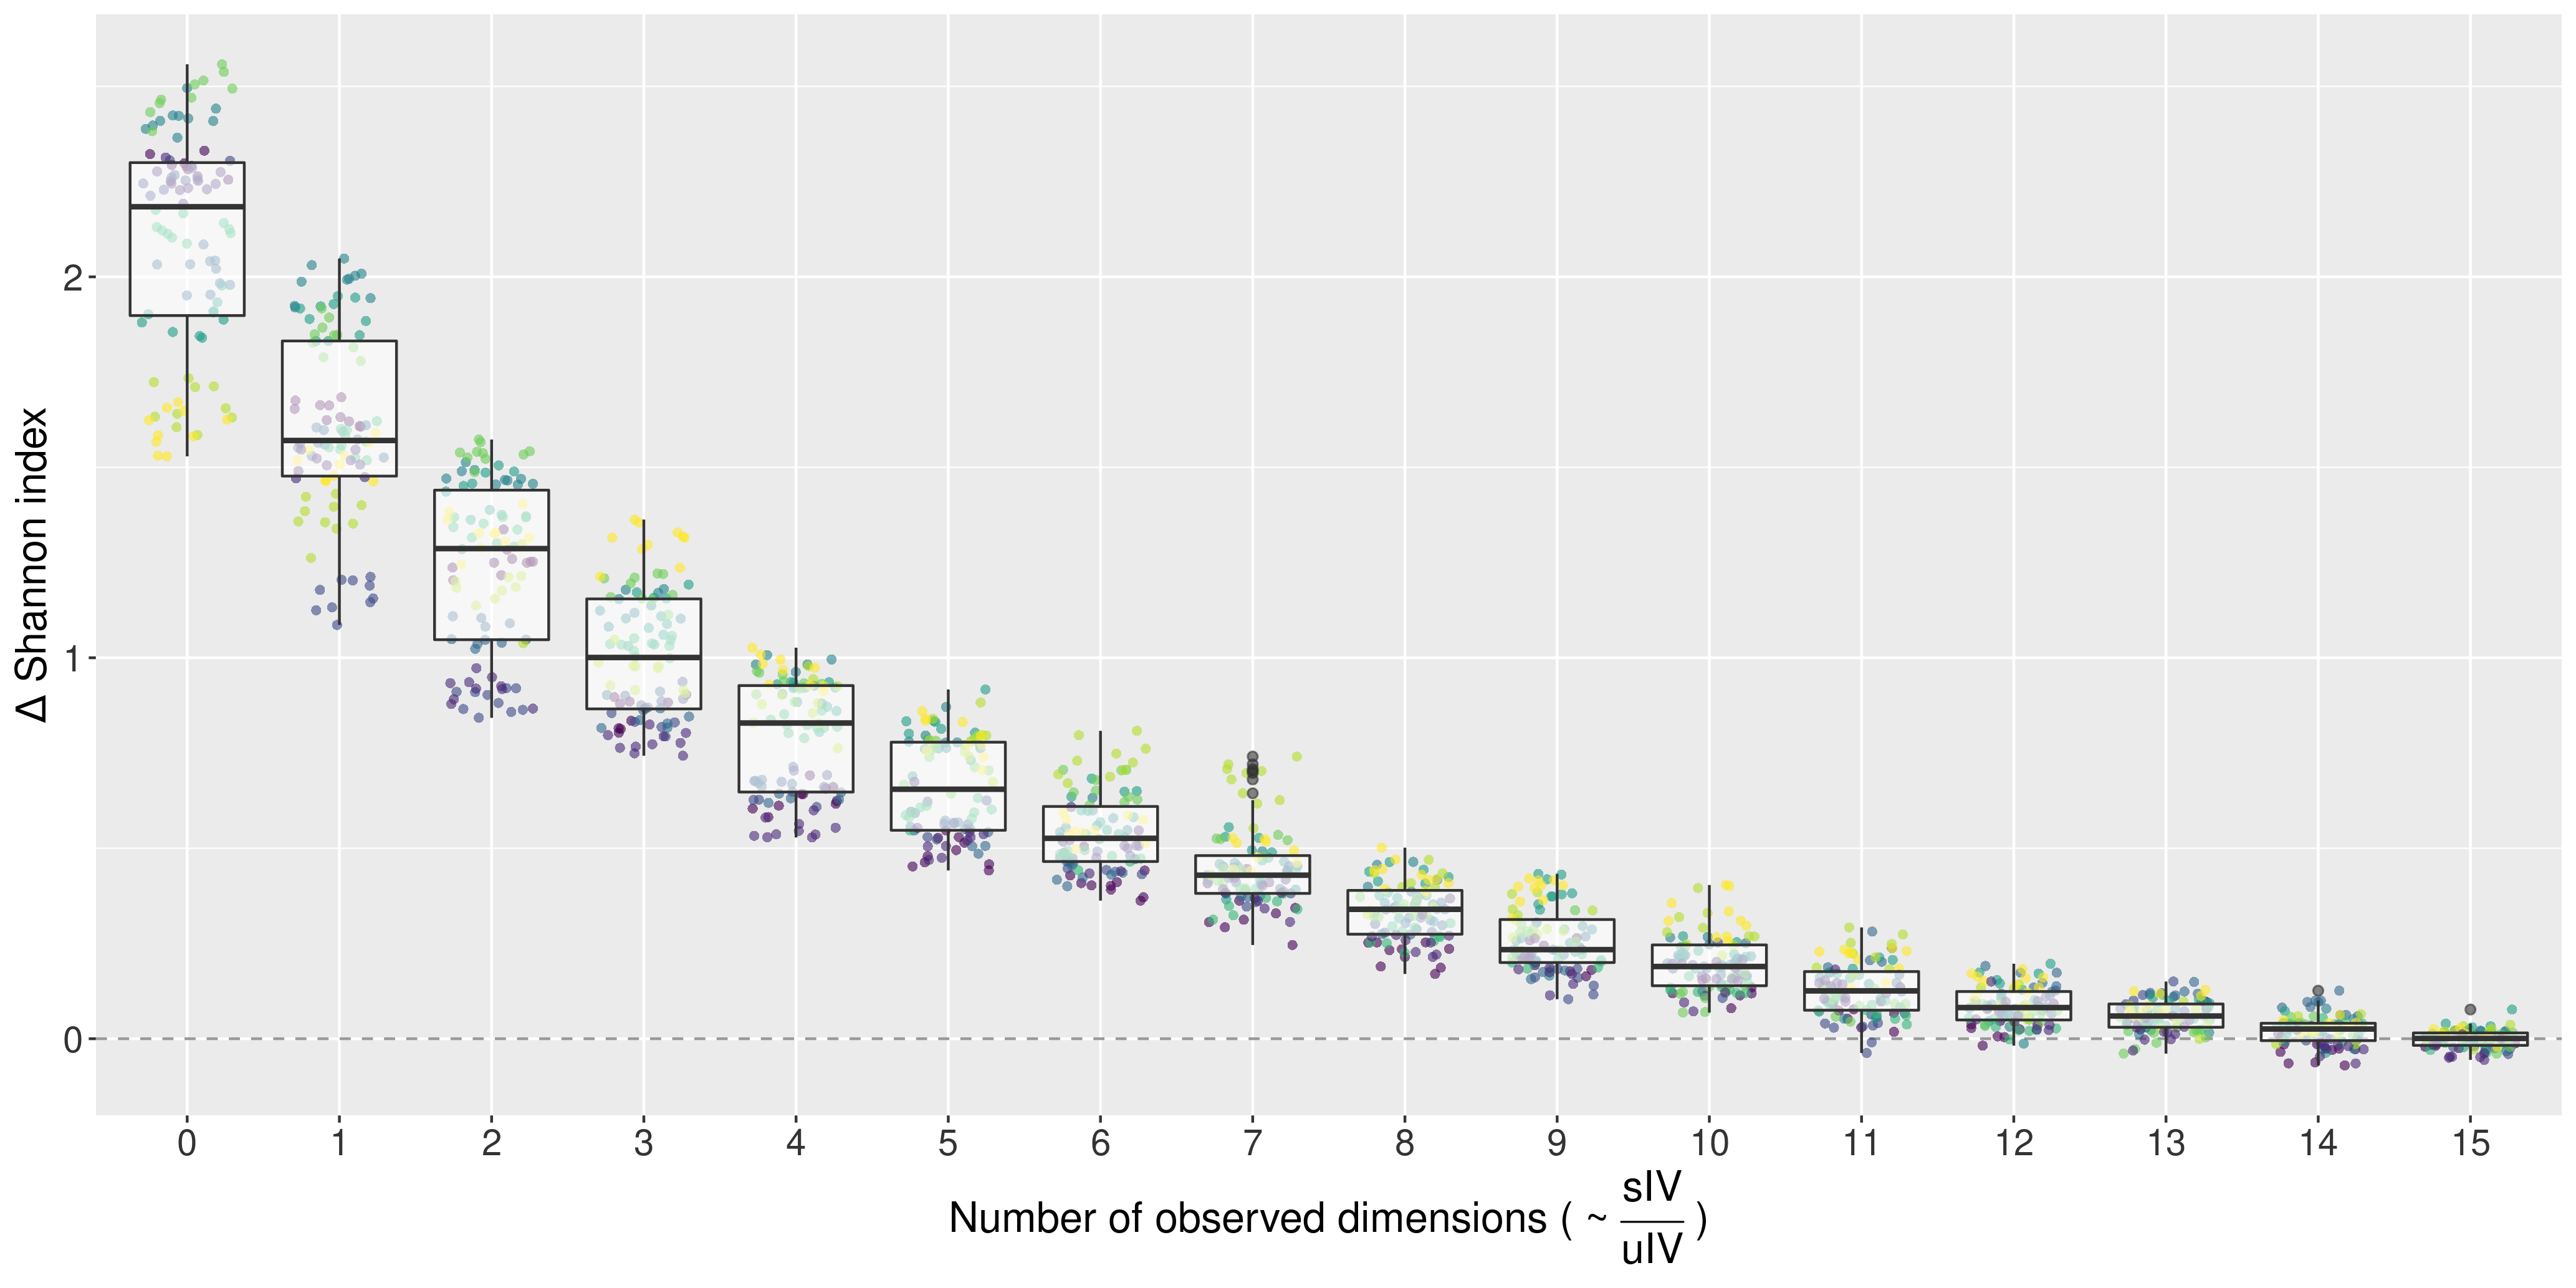 Δ Shannon index
2
1
0
0 1 2 3 4 5 6 7 8 9 10 11 12 13 14 15
Number of observed dimensions ( ~ sIV / uIV )